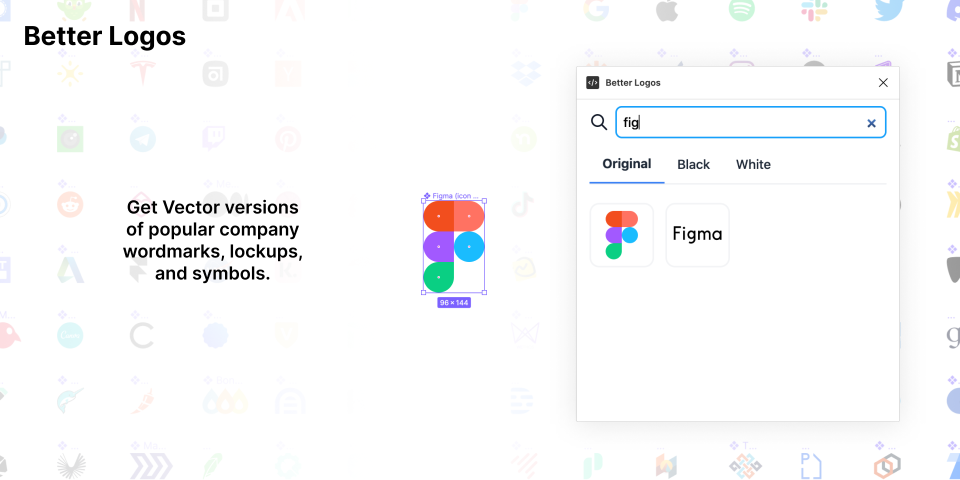 Better Logos
Better Logos
fig
Original Black White
Figma (icon ...
Get Vector versions
of popular company
wordmarks, lockups,
and symbols.
Figma
96 × 144